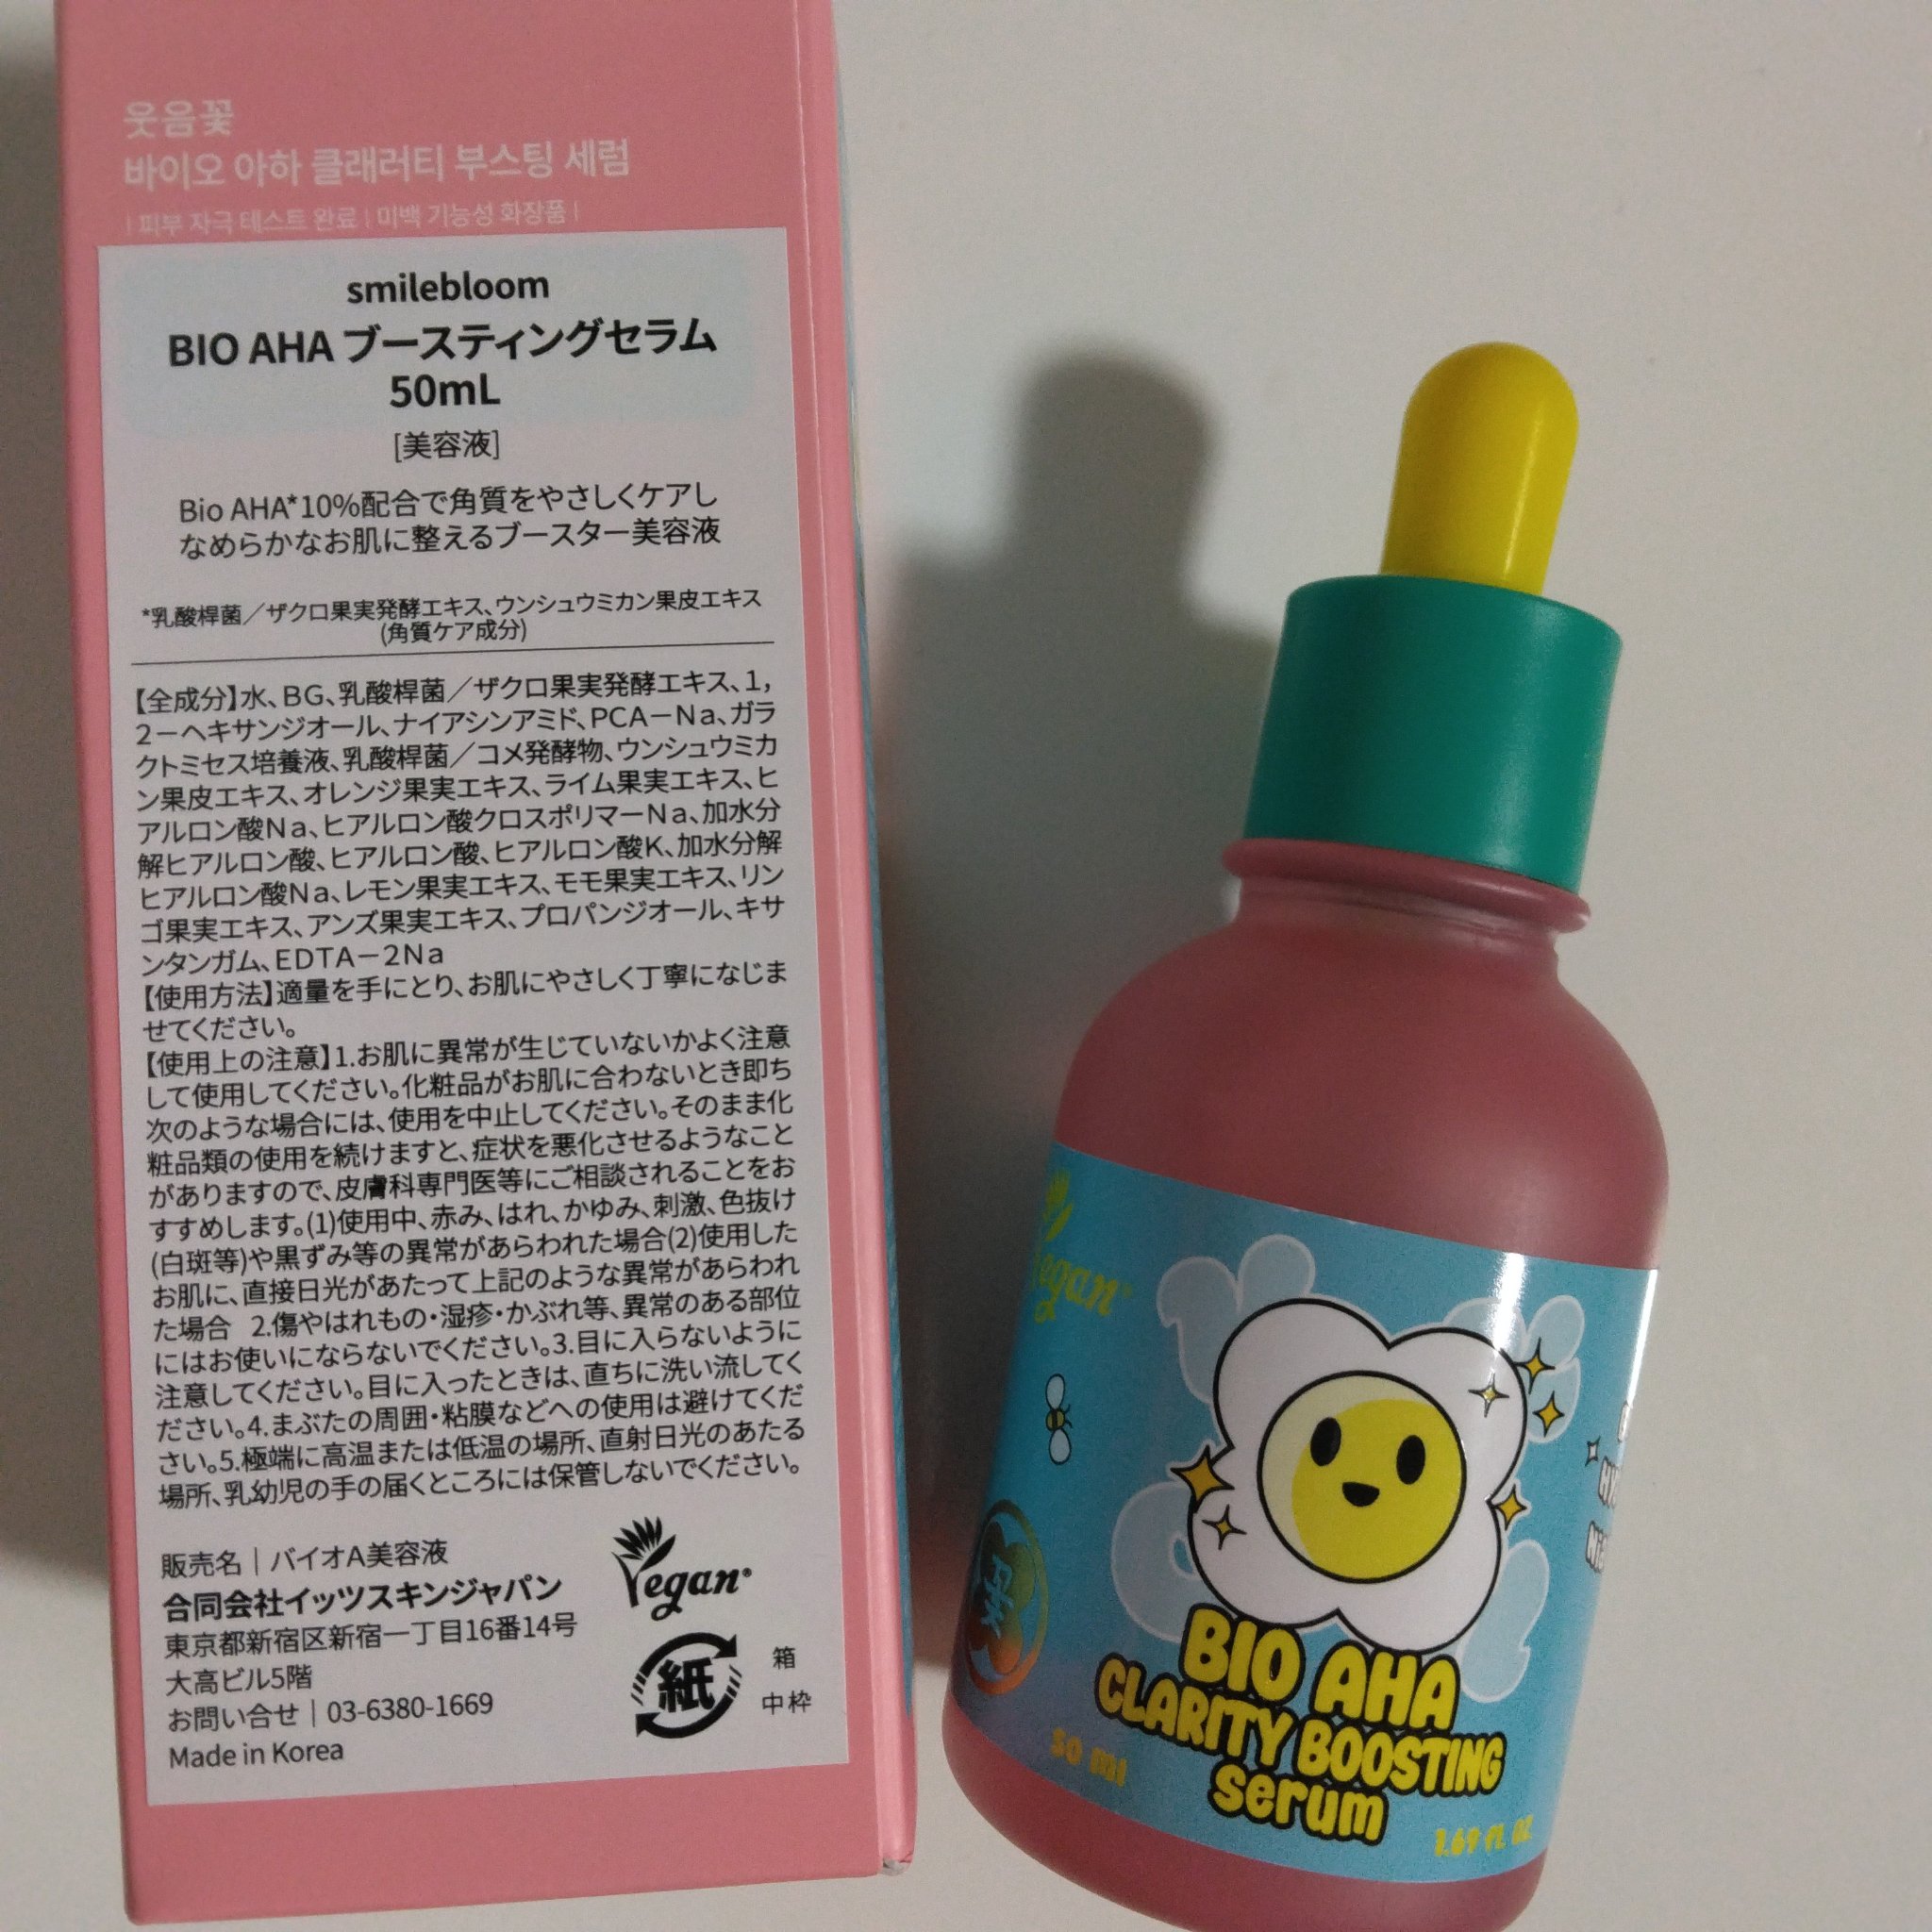 웃음꽃
바이오 아하 클래러티 부스팅 세럼
| 피부 자극 테스트 완료 | 미백 기능성 화장품 |
smilebloom
BIO AHA ブースティングセラム
50mL
[美容液]
Bio AHA*10%配合で角質をやさしくケアし
なめらかなお肌に整えるブースター美容液
*乳酸桿菌／ザクロ果実発酵エキス、ウンシュウミカン果皮エキス
(角質ケア成分)
【全成分】水、BG、乳酸桿菌／ザクロ果実発酵エキス、1,
2－ヘキサンジオール、ナイアシンアミド、PCA－Na、ガラ
クトミセス培養液、乳酸桿菌／コメ発酵物、ウンシュウミカ
ン果皮エキス、オレンジ果実エキス、ライム果実エキス、ヒ
アルロン酸Na、ヒアルロン酸クロスポリマーNa、加水分
解ヒアルロン酸、ヒアルロン酸、ヒアルロン酸K、加水分解
ヒアルロン酸Na、レモン果実エキス、モモ果実エキス、リン
ゴ果実エキス、アンズ果実エキス、プロパンジオール、キサ
ンタンガム、EDTA－2Na
【使用方法】適量を手にとり、お肌にやさしく丁寧になじま
せてください。
【使用上の注意】1.お肌に異常が生じていないかよく注意
して使用してください。化粧品がお肌に合わないとき即ち
次のような場合には、使用を中止してください。そのまま化
粧品類の使用を続けますと、症状を悪化させるようなこと
がありますので、皮膚科専門医等にご相談されることをお
すすめします。(1)使用中、赤み、はれ、かゆみ、刺激、色抜け
(白斑等)や黒ずみ等の異常があらわれた場合(2)使用した
お肌に、直接日光があたって上記のような異常があらわれ
た場合 2.傷やはれもの・湿疹・かぶれ等、異常のある部位
にはお使いにならないでください。3.目に入らないように
注意してください。目に入ったときは、直ちに洗い流してく
ださい。4.まぶたの周囲・粘膜などへの使用は避けてくだ
さい。5.極端に高温または低温の場所、直射日光のあたる
場所、乳幼児の手の届くところには保管しないでください。
販売名｜バイオA美容液
合同会社イッツスキンジャパン
東京都新宿区新宿一丁目16番14号
大高ビル5階
お問い合せ｜03-6380-1669
Made in Korea
Vegan®
紙
箱
中枠
egan
꽃
BIO AHA
CLARITY BOOSTING
serum
50 ml
1.69 fl. oz